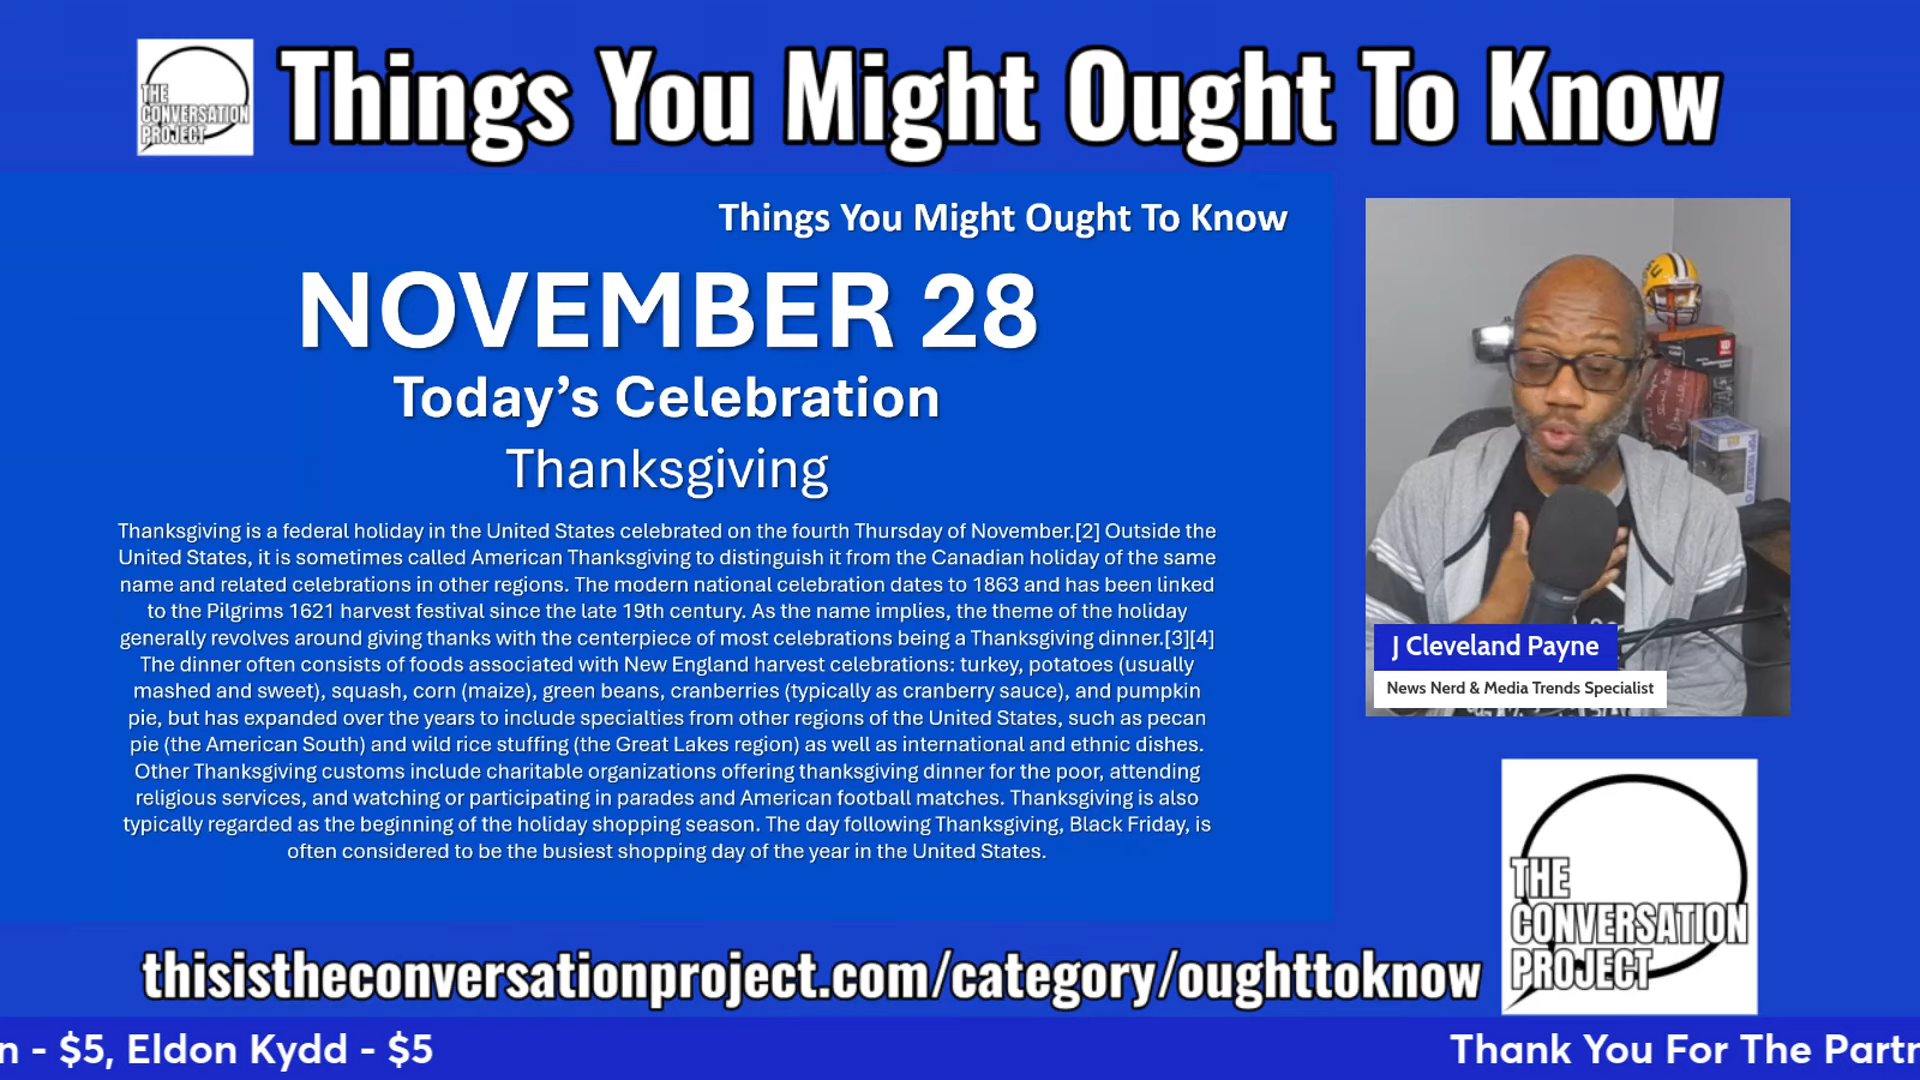 THE
CONVERSATION
PROJECT
Things You Might Ought To Know
Things You Might Ought To Know
NOVEMBER 28
Today’s Celebration
Thanksgiving
Thanksgiving is a federal holiday in the United States celebrated on the fourth Thursday of November.[2] Outside the
United States, it is sometimes called American Thanksgiving to distinguish it from the Canadian holiday of the same
name and related celebrations in other regions. The modern national celebration dates to 1863 and has been linked
to the Pilgrims 1621 harvest festival since the late 19th century. As the name implies, the theme of the holiday
generally revolves around giving thanks with the centerpiece of most celebrations being a Thanksgiving dinner.[3][4]
The dinner often consists of foods associated with New England harvest celebrations: turkey, potatoes (usually
mashed and sweet), squash, corn (maize), green beans, cranberries (typically as cranberry sauce), and pumpkin
pie, but has expanded over the years to include specialties from other regions of the United States, such as pecan
pie (the American South) and wild rice stuffing (the Great Lakes region) as well as international and ethnic dishes.
Other Thanksgiving customs include charitable organizations offering thanksgiving dinner for the poor, attending
religious services, and watching or participating in parades and American football matches. Thanksgiving is also
typically regarded as the beginning of the holiday shopping season. The day following Thanksgiving, Black Friday, is
often considered to be the busiest shopping day of the year in the United States.
J Cleveland Payne
News Nerd & Media Trends Specialist
THE
CONVERSATION
PROJECT
thisistheconversationproject.com/category/oughttoknow
n - $5, Eldon Kydd - $5
Thank You For The Partn